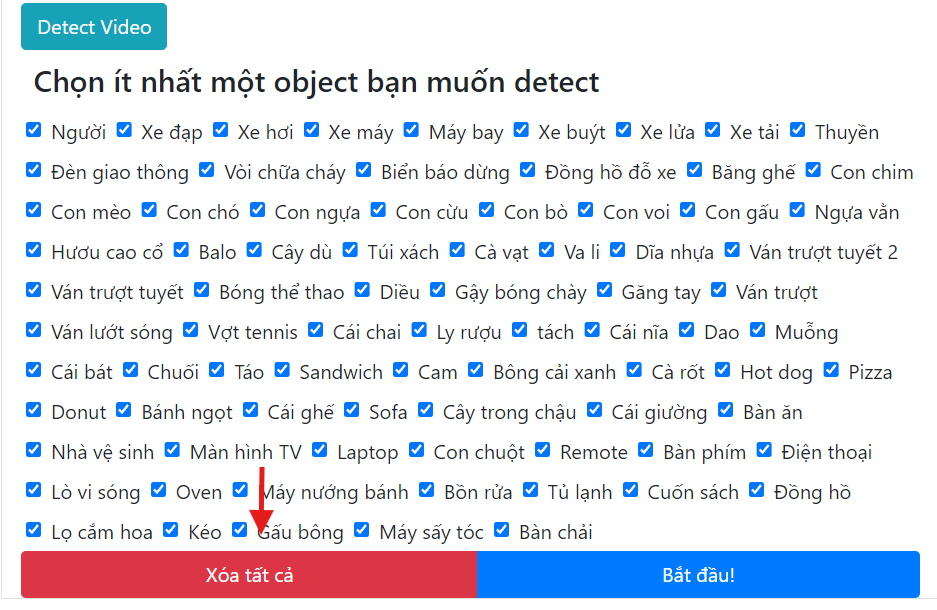 Detect Video
Chọn ít nhất một object bạn muốn detect
Người Xe đạp Xe hơi Xe máy Máy bay Xe buýt Xe lửa Xe tải Thuyền
Đèn giao thông Vòi chữa cháy Biển báo dừng Đồng hồ đỗ xe Băng ghế Con chim
Con mèo Con chó Con ngựa Con cừu Con bò Con voi Con gấu Ngựa vằn
Hươu cao cổ Balo Cây dù Túi xách Cà vạt Va li Dĩa nhựa Ván trượt tuyết 2
Ván trượt tuyết Bóng thể thao Diều Gậy bóng chày Găng tay Ván trượt
Ván lướt sóng Vợt tennis Cái chai Ly rượu tách Cái nĩa Dao Muỗng
Cái bát Chuối Táo Sandwich Cam Bông cải xanh Cà rốt Hot dog Pizza
Donut Bánh ngọt Cái ghế Sofa Cây trong chậu Cái giường Bàn ăn
Nhà vệ sinh Màn hình TV Laptop Con chuột Remote Bàn phím Điện thoại
Lò vi sóng Oven Máy nướng bánh Bồn rửa Tủ lạnh Cuốn sách Đồng hồ
Lọ cắm hoa Kéo Gấu bông Máy sấy tóc Bàn chải
Xóa tất cả Bắt đầu!